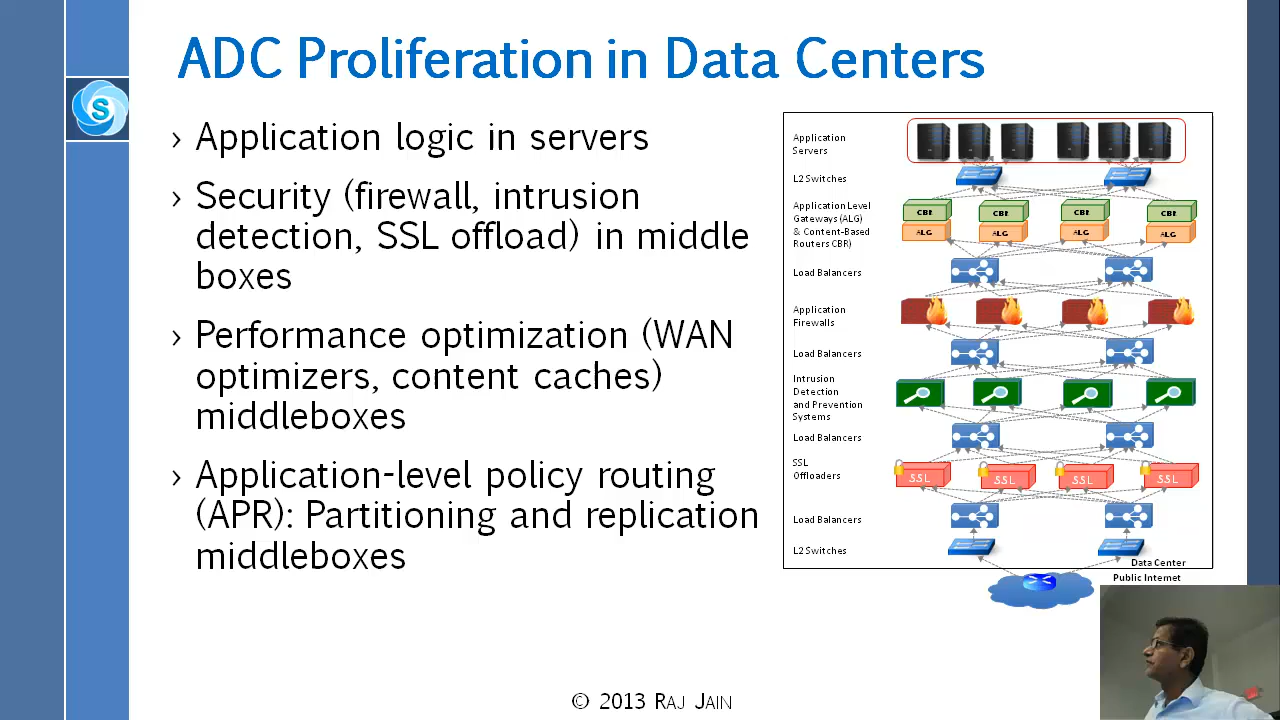 ADC Proliferation in Data Centers
S
› Application logic in servers
› Security (firewall, intrusion
detection, SSL offload) in middle
boxes
› Performance optimization (WAN
optimizers, content caches)
middleboxes
› Application-level policy routing
(APR): Partitioning and replication
middleboxes
Application
Servers
L2 Switches
Application Level
Gateways (ALG)
& Content-Based
Routers CBR)
CBR CBR CBR CBR
ALG ALG ALG ALG
Load Balancers
Application
Firewalls
Load Balancers
Intrusion
Detection
and Prevention
Systems
Load Balancers
SSL
Offloaders
SSL SSL SSL SSL
Load Balancers
L2 Switches
Data Center
Public Internet
© 2013 RAJ JAIN